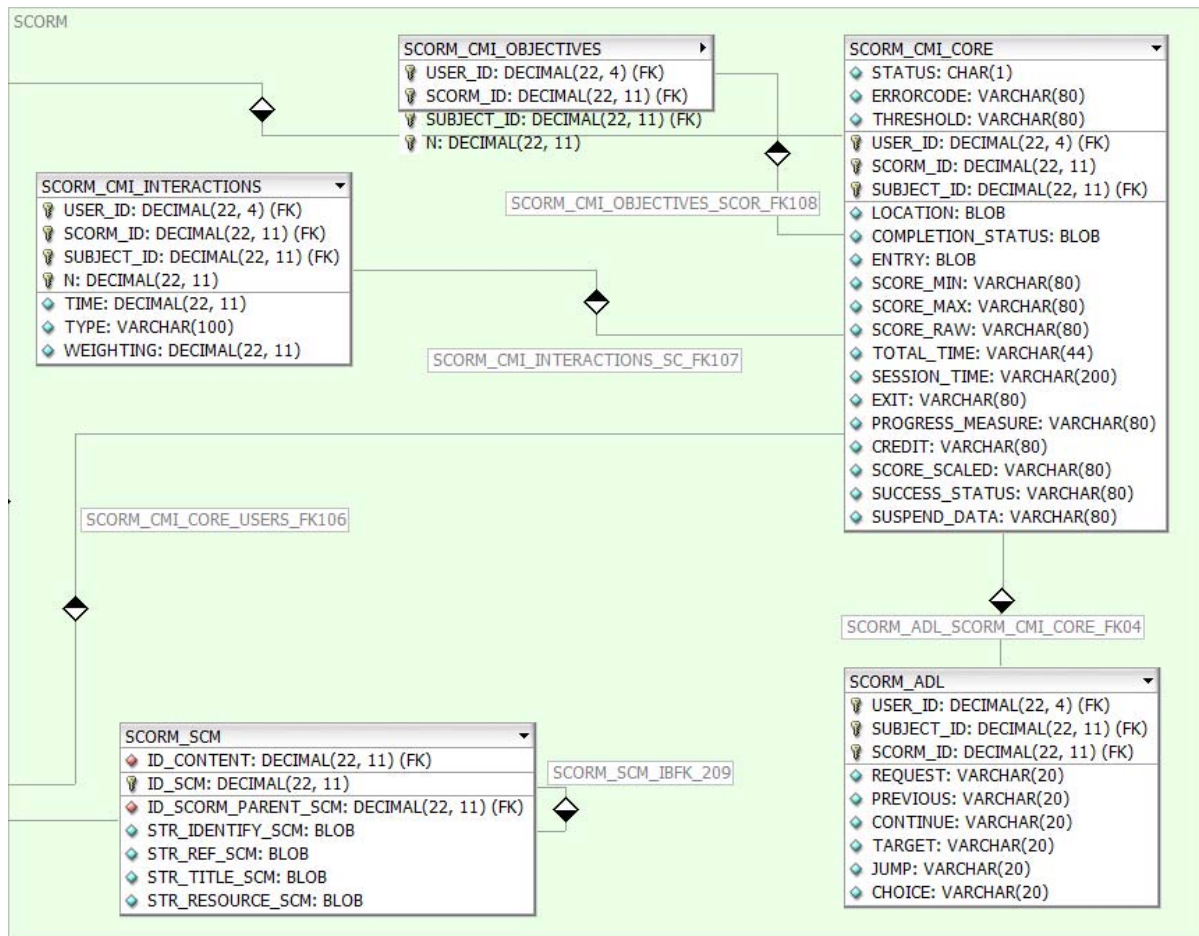 SCORM
SCORM_CMI_OBJECTIVES
USER_ID: DECIMAL(22, 4) (FK)
SCORM_ID: DECIMAL(22, 11) (FK)
SUBJECT_ID: DECIMAL(22, 11) (FK)
N: DECIMAL(22, 11)
SCORM_CMI_CORE
STATUS: CHAR(1)
ERRORCODE: VARCHAR(80)
THRESHOLD: VARCHAR(80)
USER_ID: DECIMAL(22, 4) (FK)
SCORM_ID: DECIMAL(22, 11)
SUBJECT_ID: DECIMAL(22, 11) (FK)
LOCATION: BLOB
COMPLETION_STATUS: BLOB
ENTRY: BLOB
SCORE_MIN: VARCHAR(80)
SCORE_MAX: VARCHAR(80)
SCORE_RAW: VARCHAR(80)
TOTAL_TIME: VARCHAR(44)
SESSION_TIME: VARCHAR(200)
EXIT: VARCHAR(80)
PROGRESS_MEASURE: VARCHAR(80)
CREDIT: VARCHAR(80)
SCORE_SCALED: VARCHAR(80)
SUCCESS_STATUS: VARCHAR(80)
SUSPEND_DATA: VARCHAR(80)
SCORM_CMI_INTERACTIONS
USER_ID: DECIMAL(22, 4) (FK)
SCORM_ID: DECIMAL(22, 11) (FK)
SUBJECT_ID: DECIMAL(22, 11) (FK)
N: DECIMAL(22, 11)
TIME: DECIMAL(22, 11)
TYPE: VARCHAR(100)
WEIGHTING: DECIMAL(22, 11)
SCORM_CMI_OBJECTIVES_SCOR_FK108
SCORM_CMI_INTERACTIONS_SC_FK107
SCORM_CMI_CORE_USERS_FK106
SCORM_ADL_SCORM_CMI_CORE_FK04
SCORM_SCM
ID_CONTENT: DECIMAL(22, 11) (FK)
ID_SCM: DECIMAL(22, 11)
ID_SCORM_PARENT_SCM: DECIMAL(22, 11) (FK)
STR_IDENTIFY_SCM: BLOB
STR_REF_SCM: BLOB
STR_TITLE_SCM: BLOB
STR_RESOURCE_SCM: BLOB
SCORM_SCM_IBFK_209
SCORM_ADL
USER_ID: DECIMAL(22, 4) (FK)
SUBJECT_ID: DECIMAL(22, 11) (FK)
SCORM_ID: DECIMAL(22, 11) (FK)
REQUEST: VARCHAR(20)
PREVIOUS: VARCHAR(20)
CONTINUE: VARCHAR(20)
TARGET: VARCHAR(20)
JUMP: VARCHAR(20)
CHOICE: VARCHAR(20)